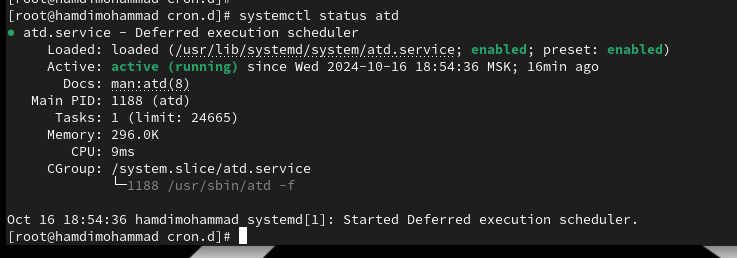 [root@hamdimohammad cron.d]#
[root@hamdimohammad cron.d]# systemctl status atd
● atd.service - Deferred execution scheduler
     Loaded: loaded (/usr/lib/systemd/system/atd.service; enabled; preset: enabled)
     Active: active (running) since Wed 2024-10-16 18:54:36 MSK; 16min ago
       Docs: man:atd(8)
   Main PID: 1188 (atd)
      Tasks: 1 (limit: 24665)
     Memory: 296.0K
        CPU: 9ms
     CGroup: /system.slice/atd.service
             └─1188 /usr/sbin/atd -f
Oct 16 18:54:36 hamdimohammad systemd[1]: Started Deferred execution scheduler.
[root@hamdimohammad cron.d]#